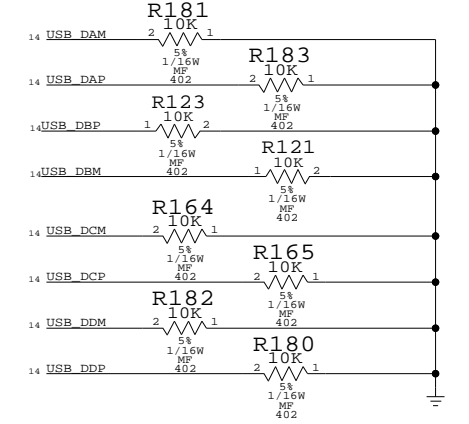 R181
10K
14 USB_DAM 2 1
5%
1/16W
MF
402
R183
10K
14 USB_DAP 2 1
5%
1/16W
MF
402
R123
10K
14 USB_DBP 1 2
5%
1/16W
MF
402
R121
10K
14 USB_DBM 1 2
5%
1/16W
MF
402
R164
10K
14 USB_DCM 2 1
5%
1/16W
MF
402
R165
10K
14 USB_DCP 2 1
5%
1/16W
MF
402
R182
10K
14 USB_DDM 2 1
5%
1/16W
MF
402
R180
10K
14 USB_DDP 2 1
5%
1/16W
MF
402